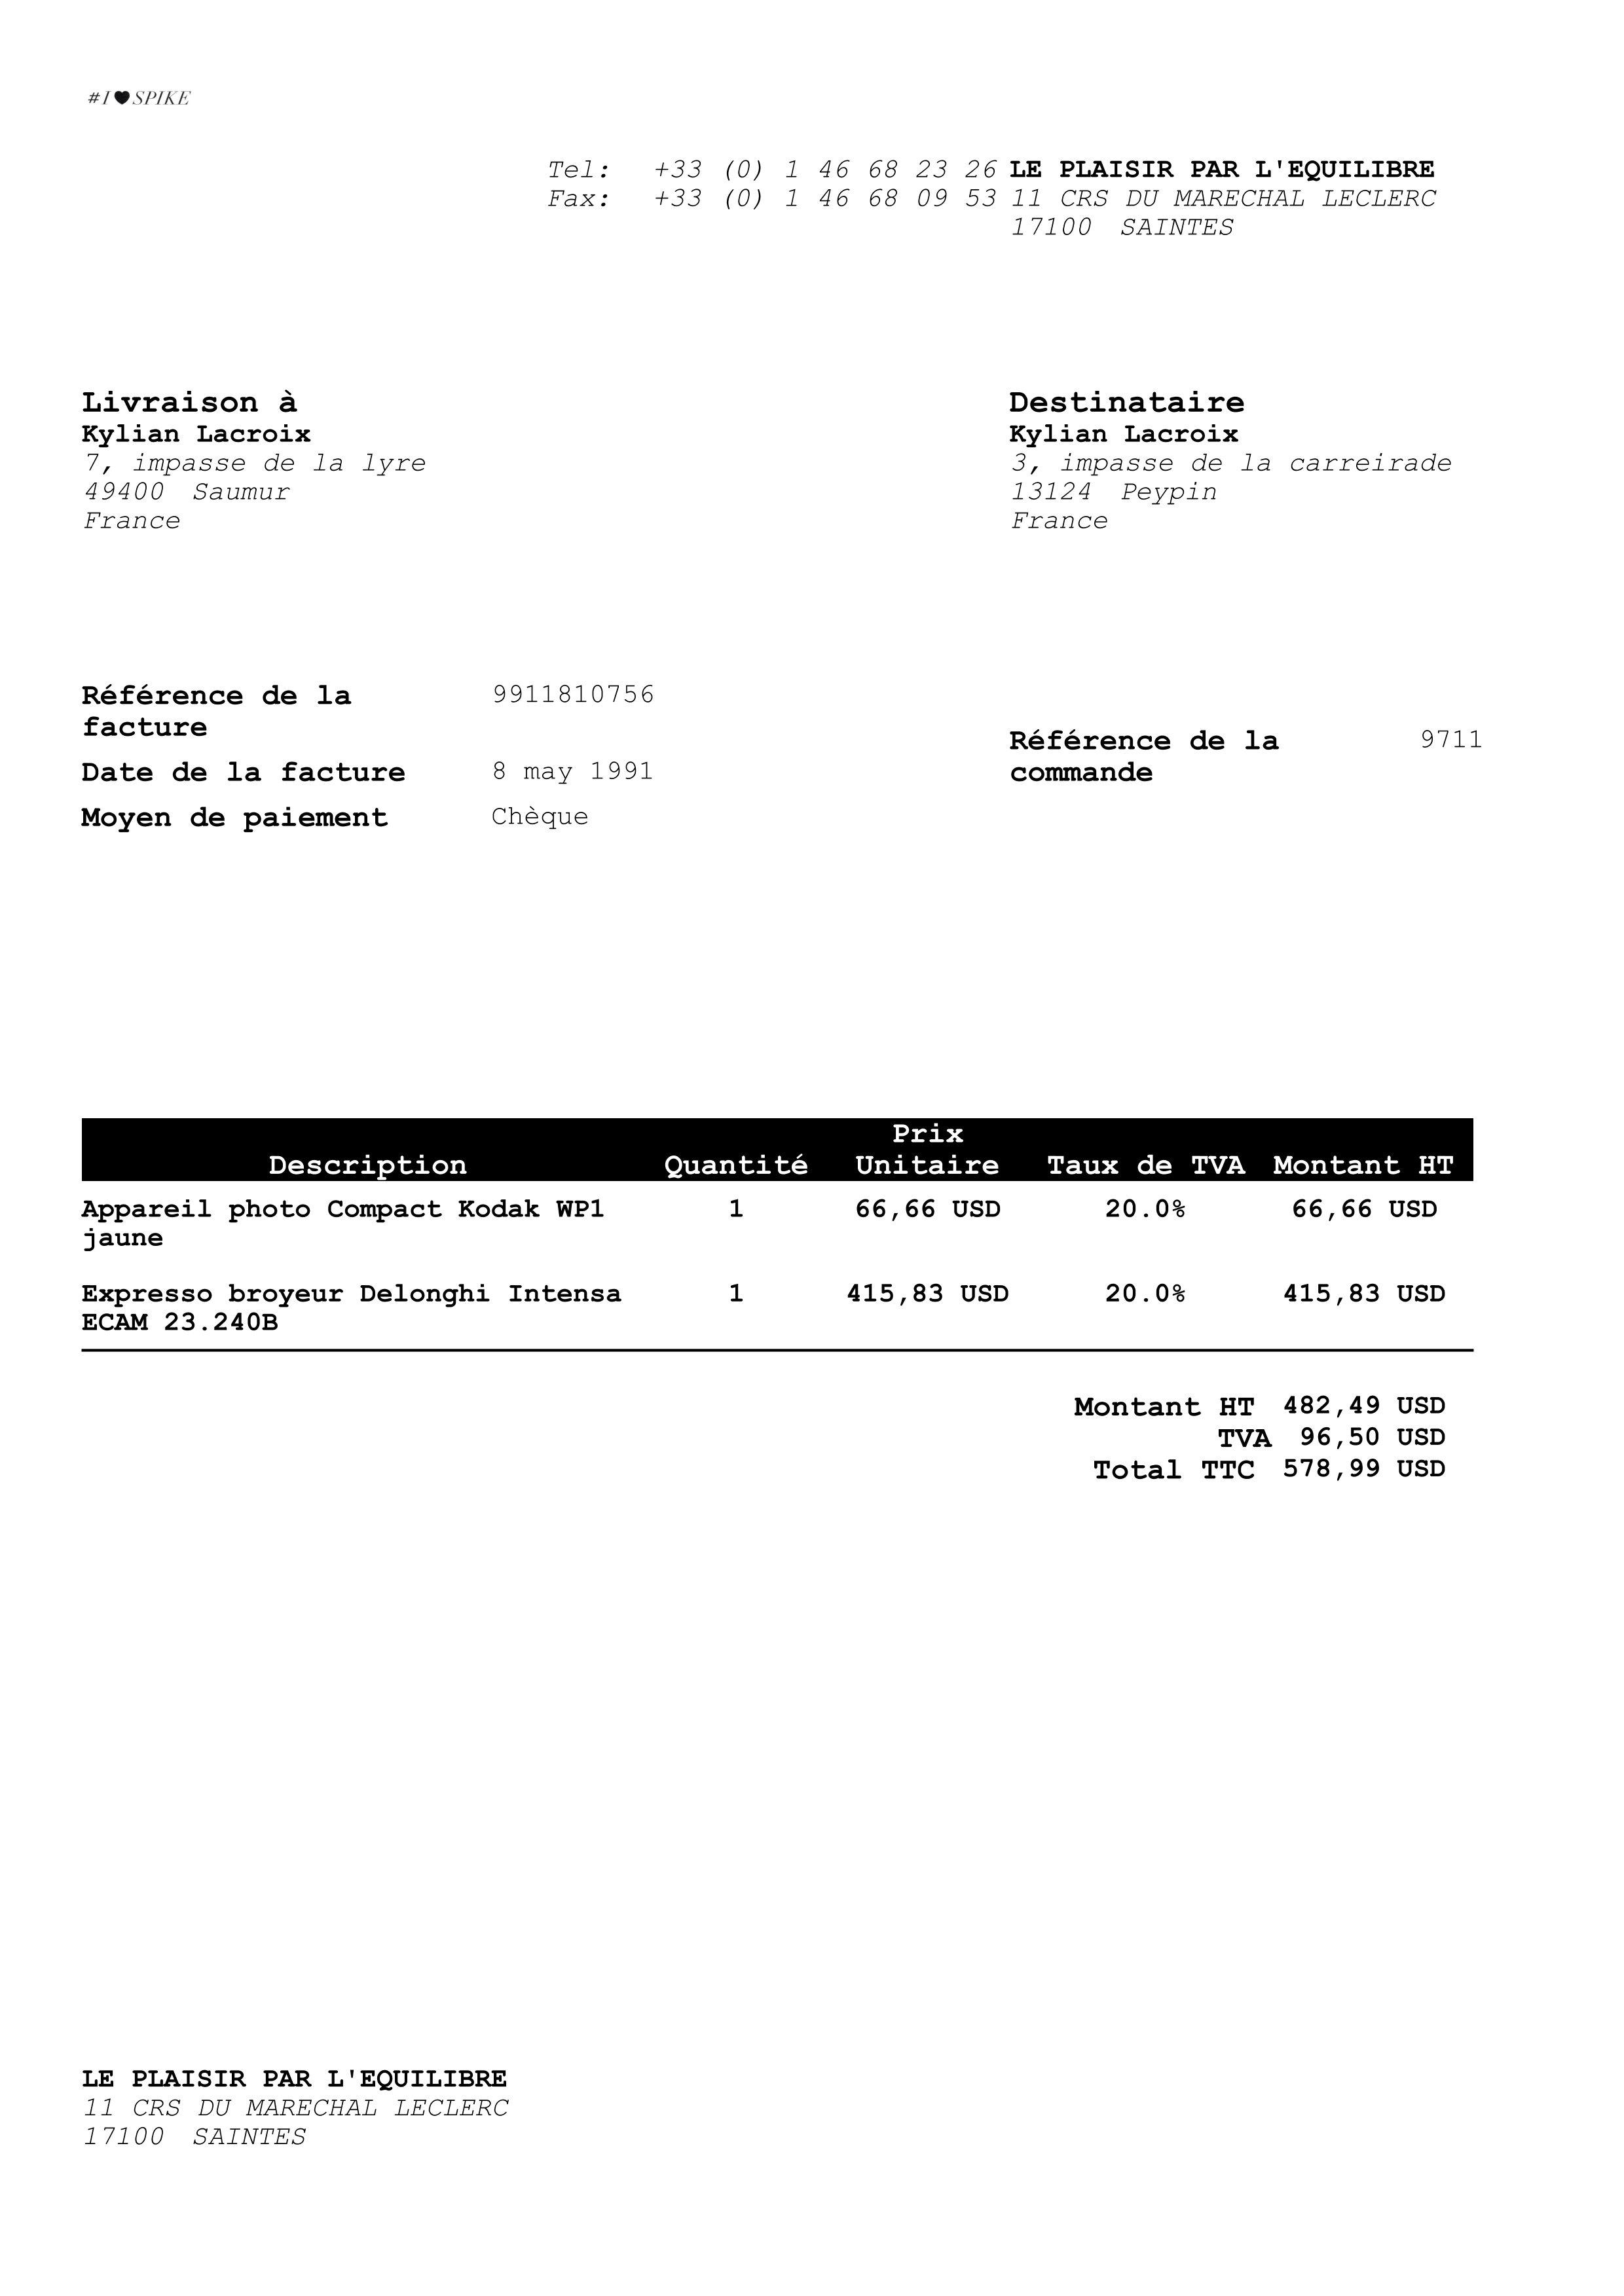 #I♥SPIKE
Tel: +33 (0) 1 46 68 23 26 LE PLAISIR PAR L'EQUILIBRE
Fax: +33 (0) 1 46 68 09 53 11 CRS DU MARECHAL LECLERC
17100 SAINTES
Livraison à
Kylian Lacroix
7, impasse de la lyre
49400 Saumur
France
Destinataire
Kylian Lacroix
3, impasse de la carreirade
13124 Peypin
France
Référence de la 9911810756
facture
Date de la facture 8 may 1991
Moyen de paiement Chèque
Référence de la 9711
commande
Prix
Description Quantité Unitaire Taux de TVA Montant HT
Appareil photo Compact Kodak WP1 1 66,66 USD 20.0% 66,66 USD
jaune
Expresso broyeur Delonghi Intensa 1 415,83 USD 20.0% 415,83 USD
ECAM 23.240B
Montant HT 482,49 USD
TVA 96,50 USD
Total TTC 578,99 USD
LE PLAISIR PAR L'EQUILIBRE
11 CRS DU MARECHAL LECLERC
17100 SAINTES